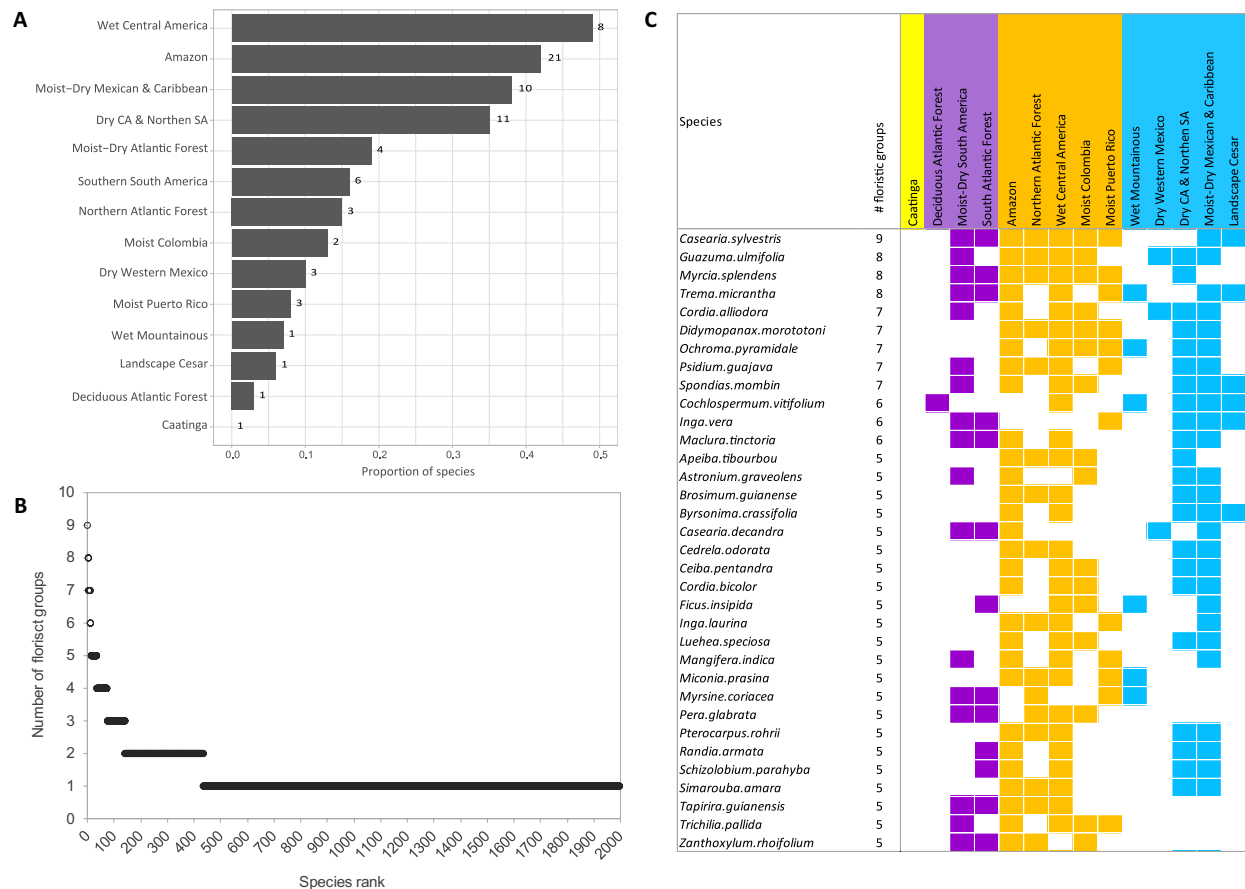 A
Wet Central America 8
Amazon 21
Moist–Dry Mexican & Caribbean 10
Dry CA & Northen SA 11
Moist–Dry Atlantic Forest 4
Southern South America 6
Northern Atlantic Forest 3
Moist Colombia 2
Dry Western Mexico 3
Moist Puerto Rico 3
Wet Mountainous 1
Landscape Cesar 1
Deciduous Atlantic Forest 1
Caatinga 1
0.0 0.1 0.2 0.3 0.4 0.5
Proportion of species
B
Number of florisct groups
10
9
8
7
6
5
4
3
2
1
0
0 100 200 300 400 500 600 700 800 900 1000 1100 1200 1300 1400 1500 1600 1700 1800 1900 2000
Species rank
C
Species
# floristic groups
Caatinga
Deciduous Atlantic Forest
Moist-Dry South America
South Atlantic Forest
Amazon
Northern Atlantic Forest
Wet Central America
Moist Colombia
Moist Puerto Rico
Wet Mountainous
Dry Western Mexico
Dry CA & Northen SA
Moist-Dry Mexican & Caribbean
Landscape Cesar
Casearia.sylvestris 9
Guazuma.ulmifolia 8
Myrcia.splendens 8
Trema.micrantha 8
Cordia.alliodora 7
Didymopanax.morototoni 7
Ochroma.pyramidale 7
Psidium.guajava 7
Spondias.mombin 7
Cochlospermum.vitifolium 6
Inga.vera 6
Maclura.tinctoria 6
Apeiba.tibourbou 5
Astronium.graveolens 5
Brosimum.guianense 5
Byrsonima.crassifolia 5
Casearia.decandra 5
Cedrela.odorata 5
Ceiba.pentandra 5
Cordia.bicolor 5
Ficus.insipida 5
Inga.laurina 5
Luehea.speciosa 5
Mangifera.indica 5
Miconia.prasina 5
Myrsine.coriacea 5
Pera.glabrata 5
Pterocarpus.rohrii 5
Randia.armata 5
Schizolobium.parahyba 5
Simarouba.amara 5
Tapirira.guianensis 5
Trichilia.pallida 5
Zanthoxylum.rhoifolium 5